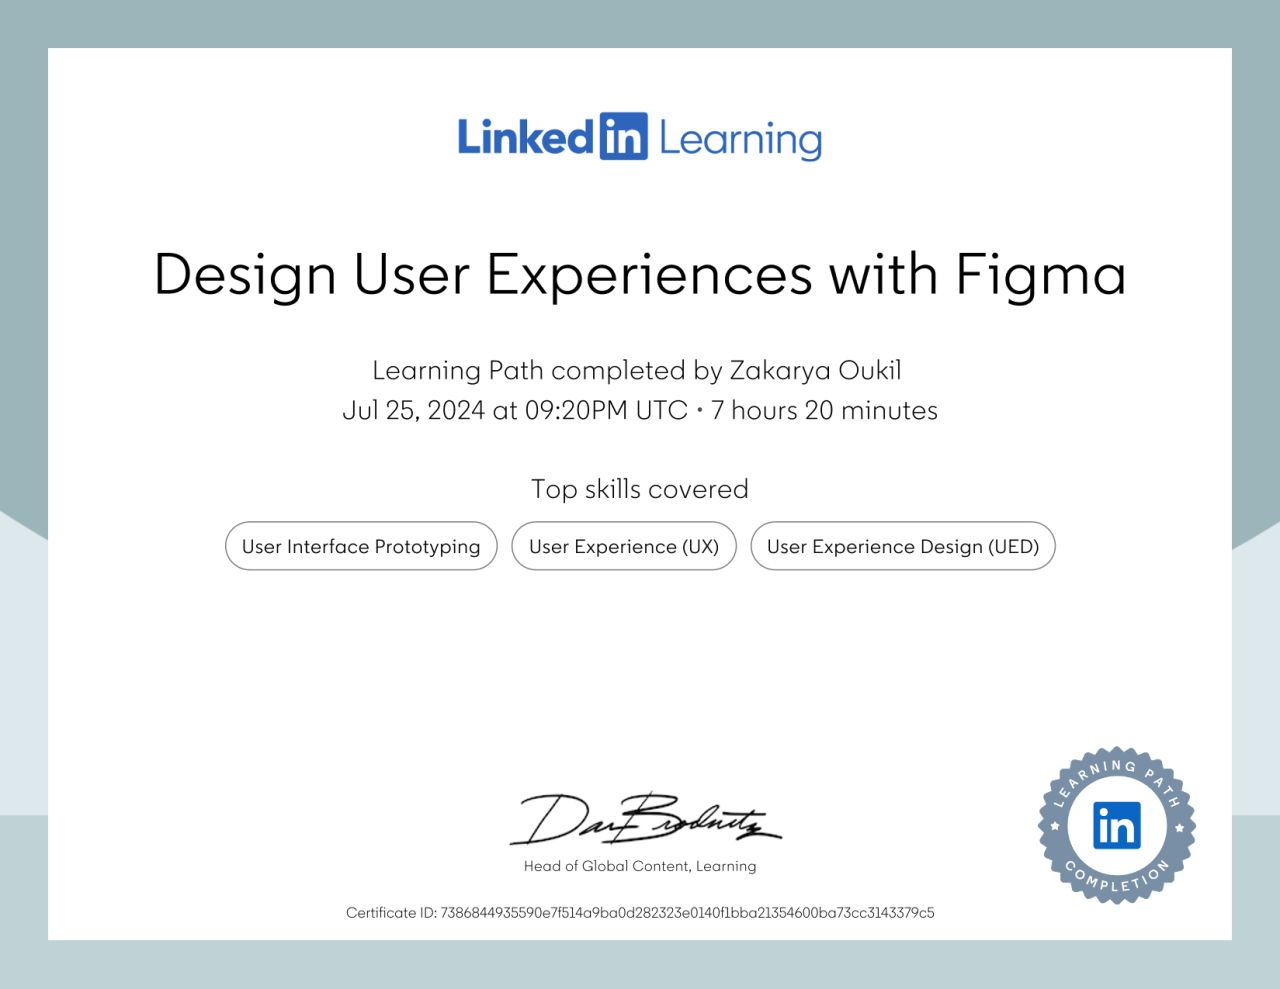 LinkedIn Learning
Design User Experiences with Figma
Learning Path completed by Zakarya Oukil
Jul 25, 2024 at 09:20PM UTC • 7 hours 20 minutes
Top skills covered
User Interface Prototyping
User Experience (UX)
User Experience Design (UED)
Dan Brodnitz
Head of Global Content, Learning
Certificate ID: 7386844935590e7f514a9ba0d282323e0140f1bba21354600ba73cc3143379c5
LEARNING PATH
in
COMPLETION